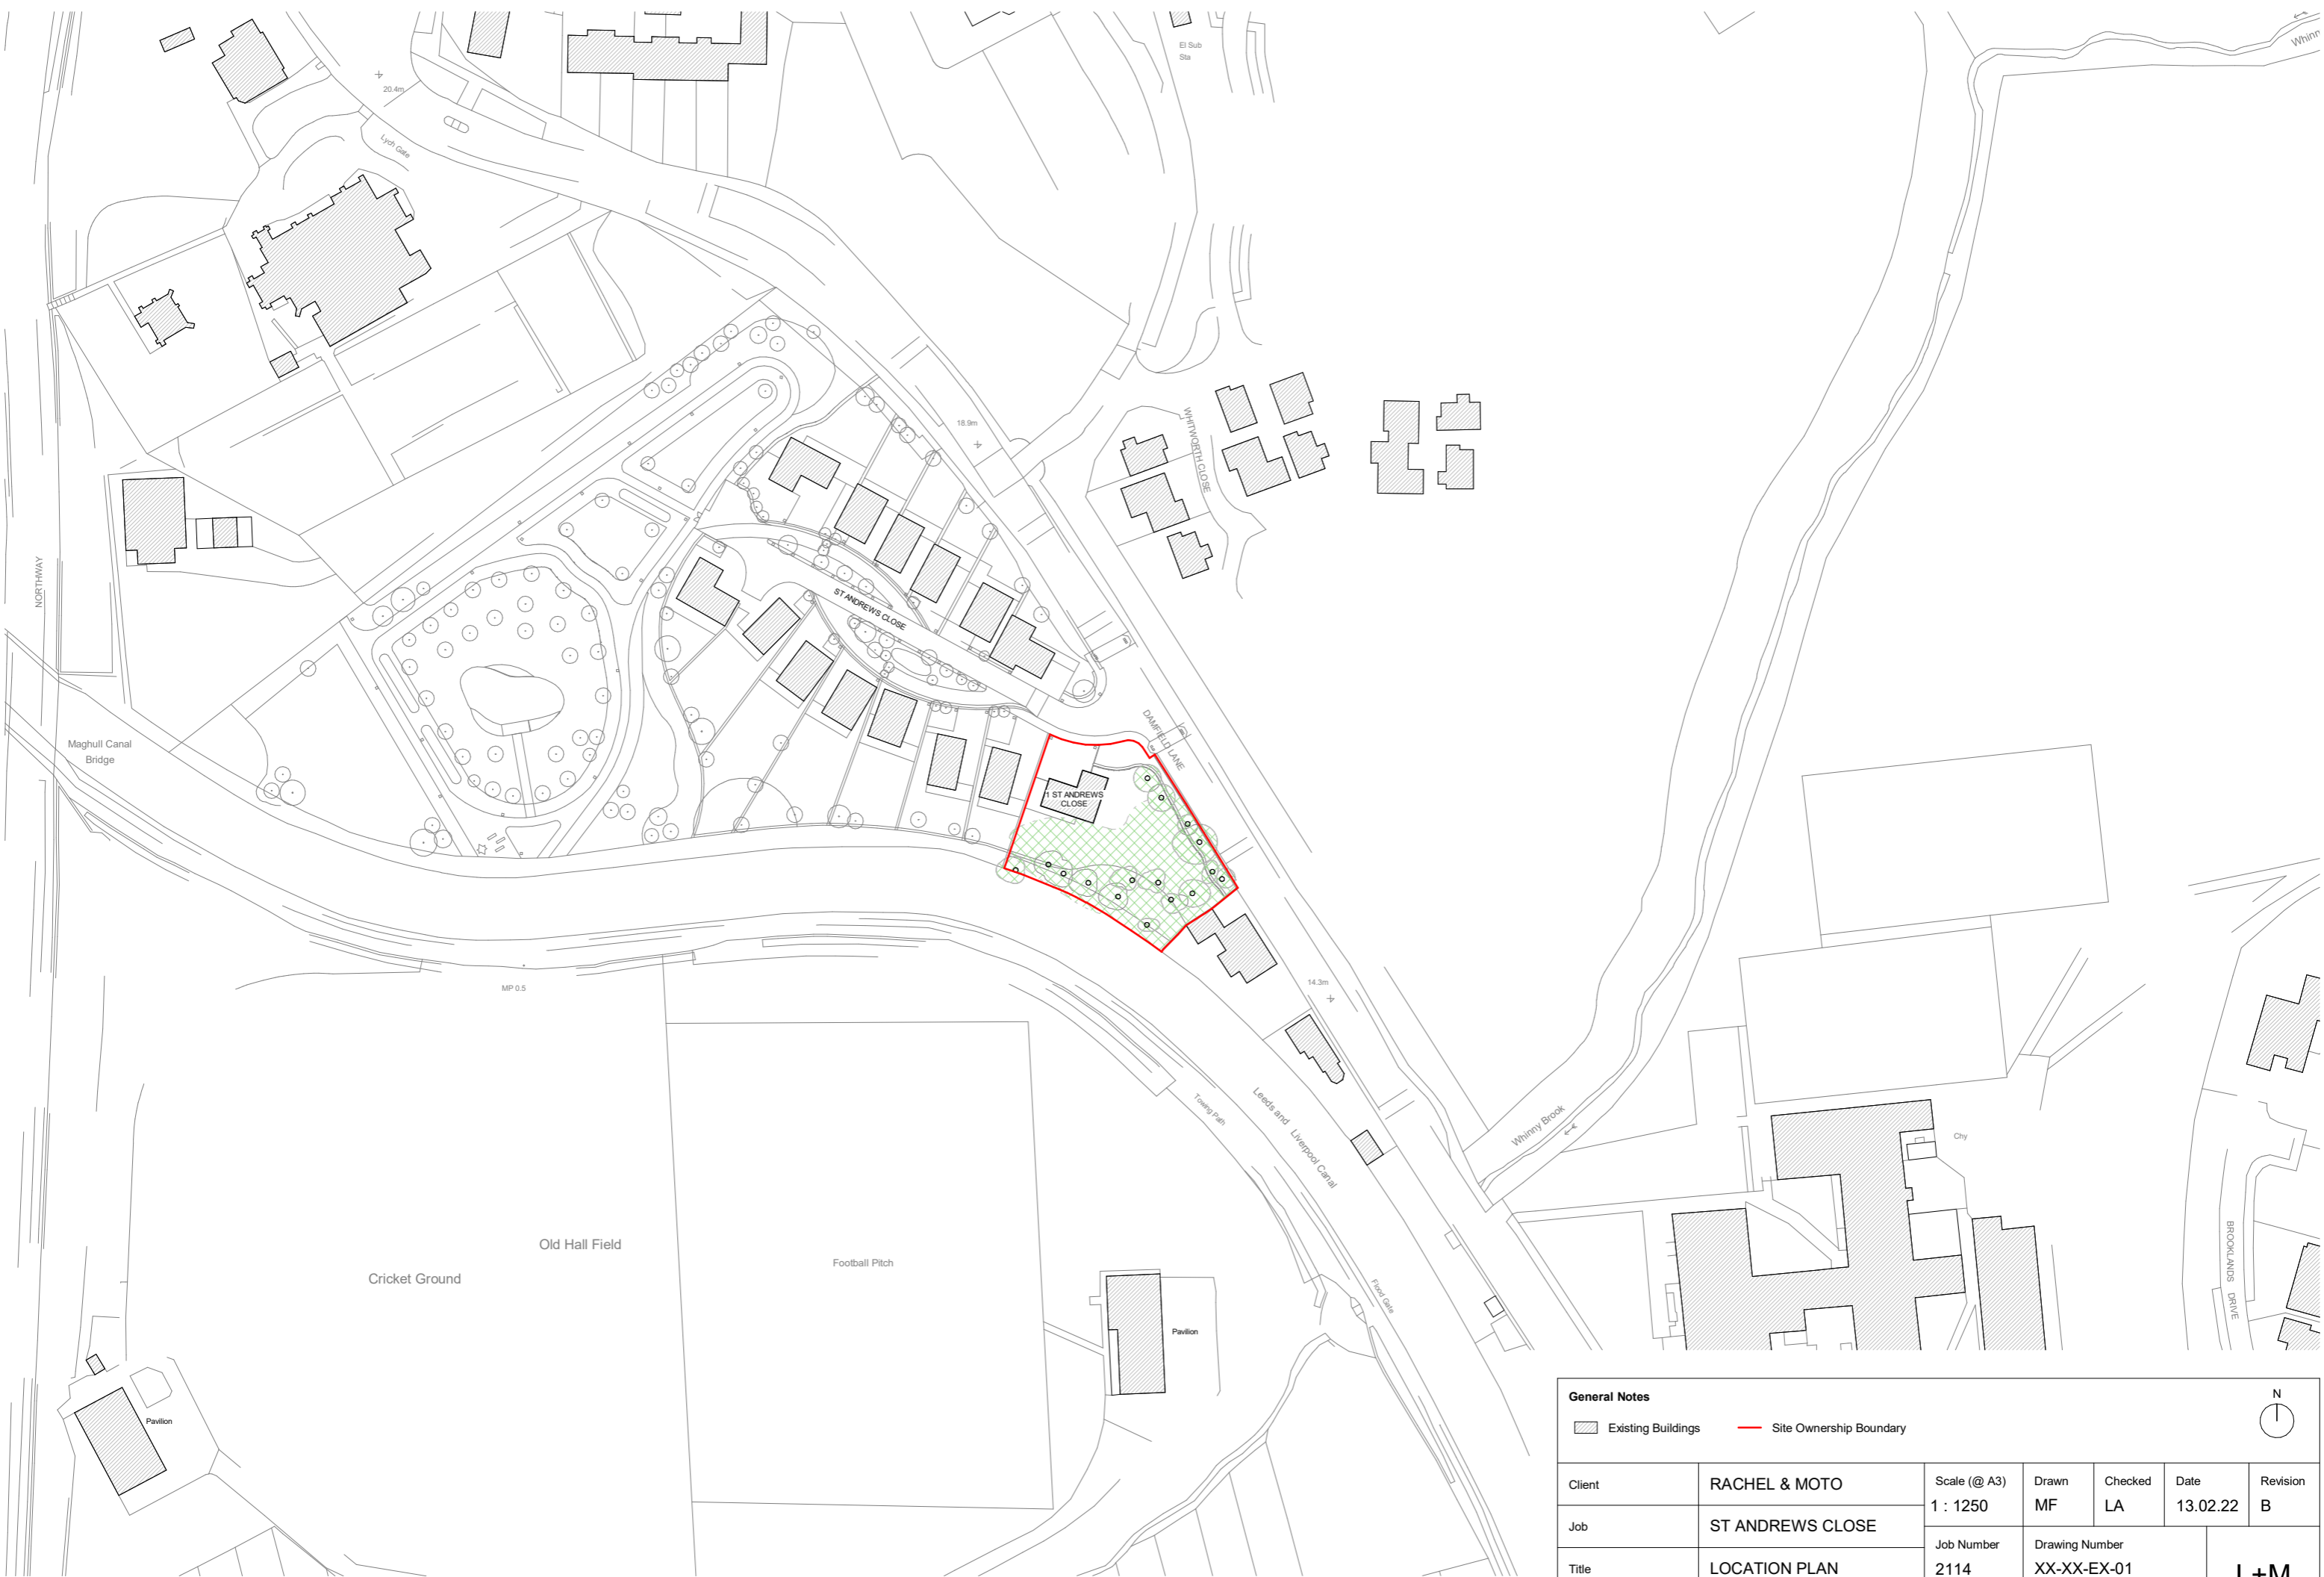 El Sub
Sta
Whinn
20.4m
Lych Gate
18.9m
WHITWORTH CLOSE
NORTHWAY
ST ANDREWS CLOSE
DAMFIELD LANE
Maghull Canal
Bridge
1 ST ANDREWS
CLOSE
MP 0.5
14.3m
Towing Path
Leeds and Liverpool Canal
Whinny Brook
Chy
Old Hall Field
Cricket Ground
Football Pitch
Flood Gate
BROOKLANDS DRIVE
Pavilion
Pavilion
General Notes
N
Existing Buildings
Site Ownership Boundary
Client
RACHEL & MOTO
Scale (@ A3)
1 : 1250
Drawn
MF
Checked
LA
Date
13.02.22
Revision
B
Job
ST ANDREWS CLOSE
Job Number
2114
Drawing Number
XX-XX-EX-01
Title
LOCATION PLAN
L+M